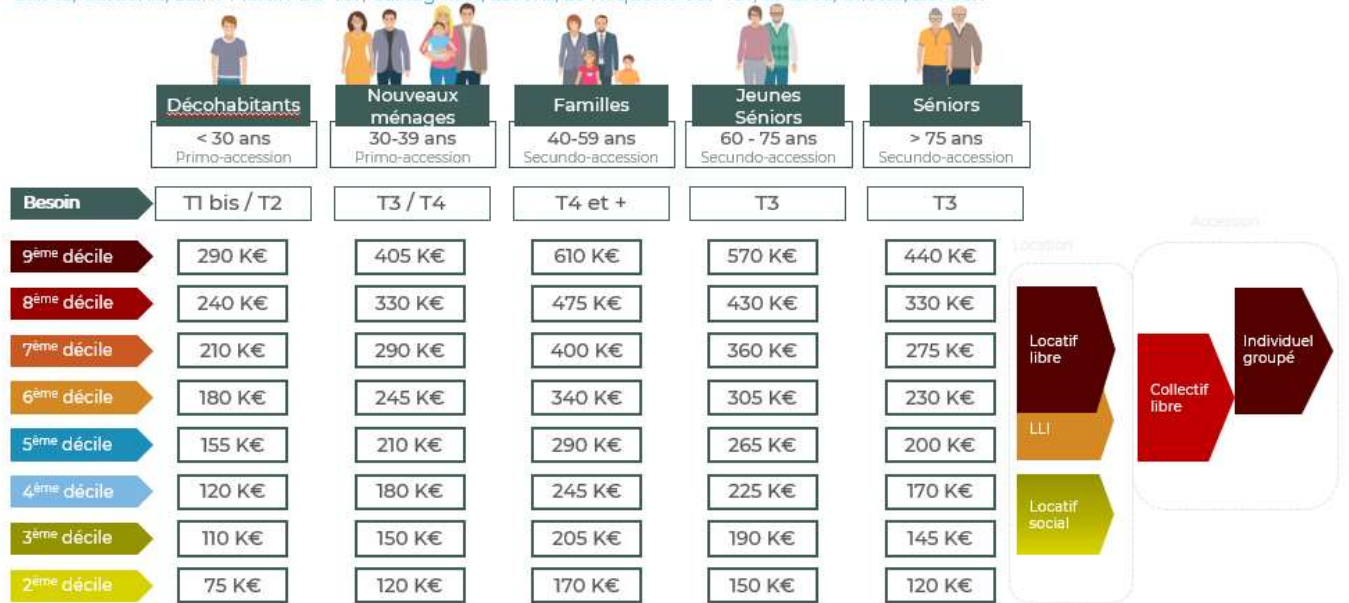 Décohabitants
Nouveaux
ménages
Familles
Jeunes
Séniors
Séniors
< 30 ans
Primo-accession
30-39 ans
Primo-accession
40-59 ans
Secundo-accession
60 - 75 ans
Secundo-accession
> 75 ans
Secundo-accession
Besoin
T1 bis / T2
T3 / T4
T4 et +
T3
T3
9ème décile 290 K€ 405 K€ 610 K€ 570 K€ 440 K€
8ème décile 240 K€ 330 K€ 475 K€ 430 K€ 330 K€
7ème décile 210 K€ 290 K€ 400 K€ 360 K€ 275 K€
6ème décile 180 K€ 245 K€ 340 K€ 305 K€ 230 K€
5ème décile 155 K€ 210 K€ 290 K€ 265 K€ 200 K€
4ème décile 120 K€ 180 K€ 245 K€ 225 K€ 170 K€
3ème décile 110 K€ 150 K€ 205 K€ 190 K€ 145 K€
2ème décile 75 K€ 120 K€ 170 K€ 150 K€ 120 K€
Location
Accession
Locatif
libre
LLI
Locatif
social
Collectif
libre
Individuel
groupé